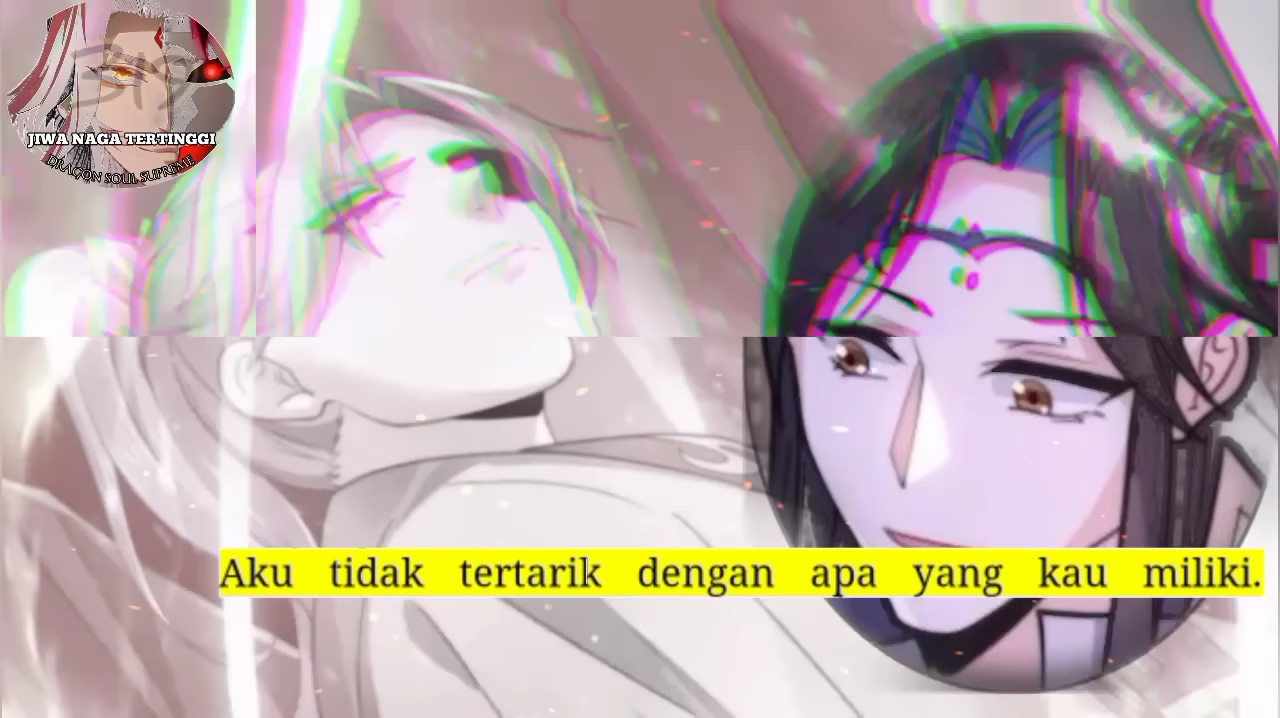 JIWA NAGA TERTINGGI
DRAGON SOUL SUPREME
Aku tidak tertarik dengan apa yang kau miliki.